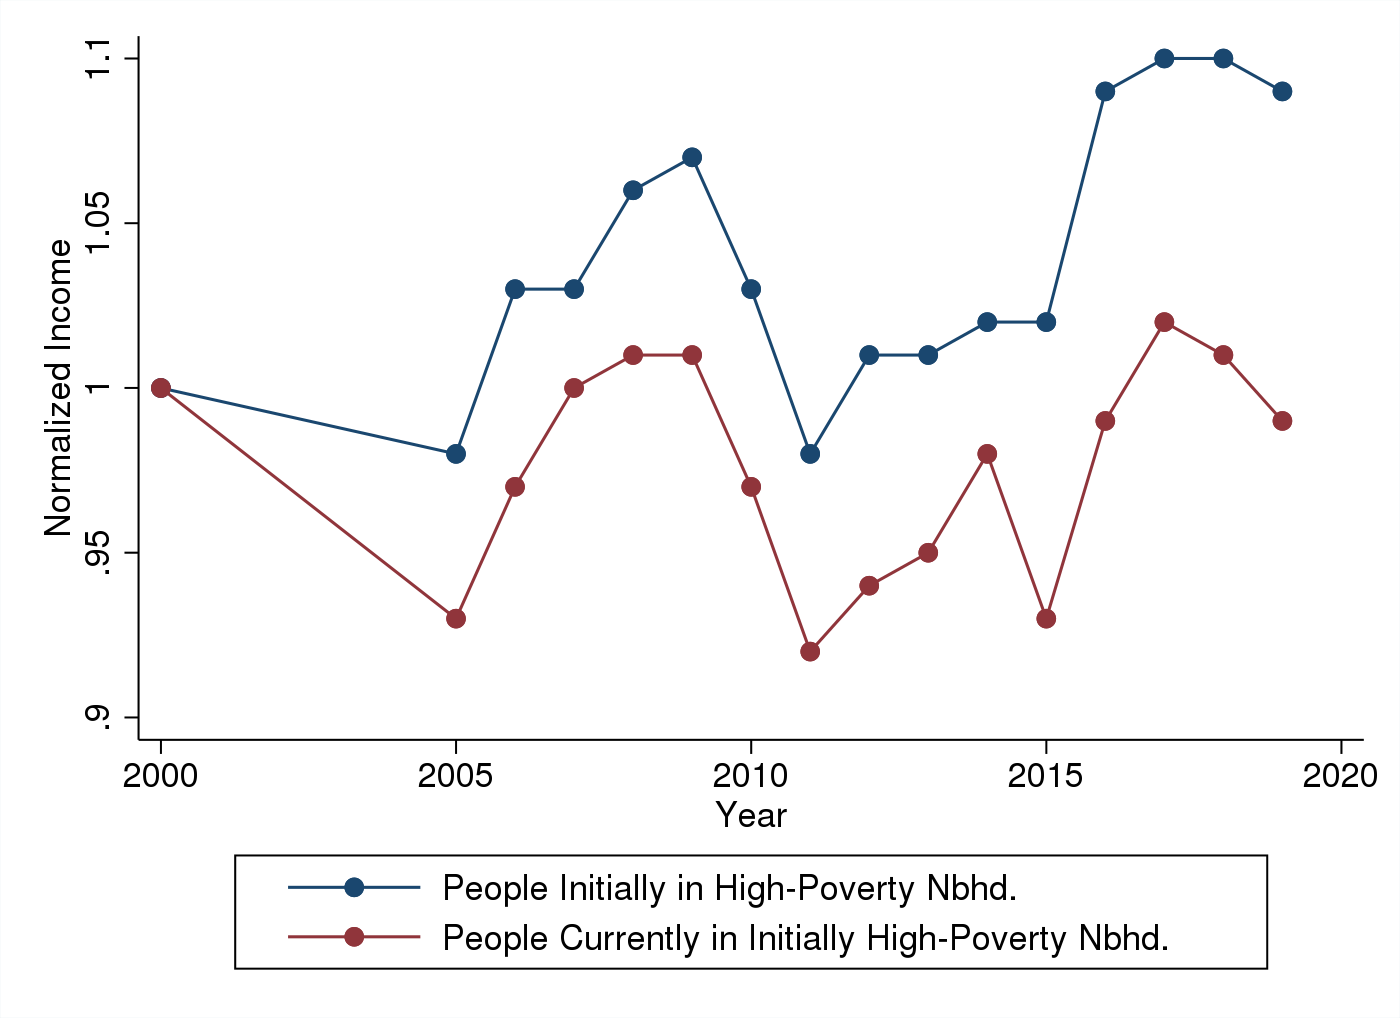 1.1
1.05
1
.95
.9
Normalized Income
2000 2005 2010 2015 2020
Year
People Initially in High-Poverty Nbhd.
People Currently in Initially High-Poverty Nbhd.